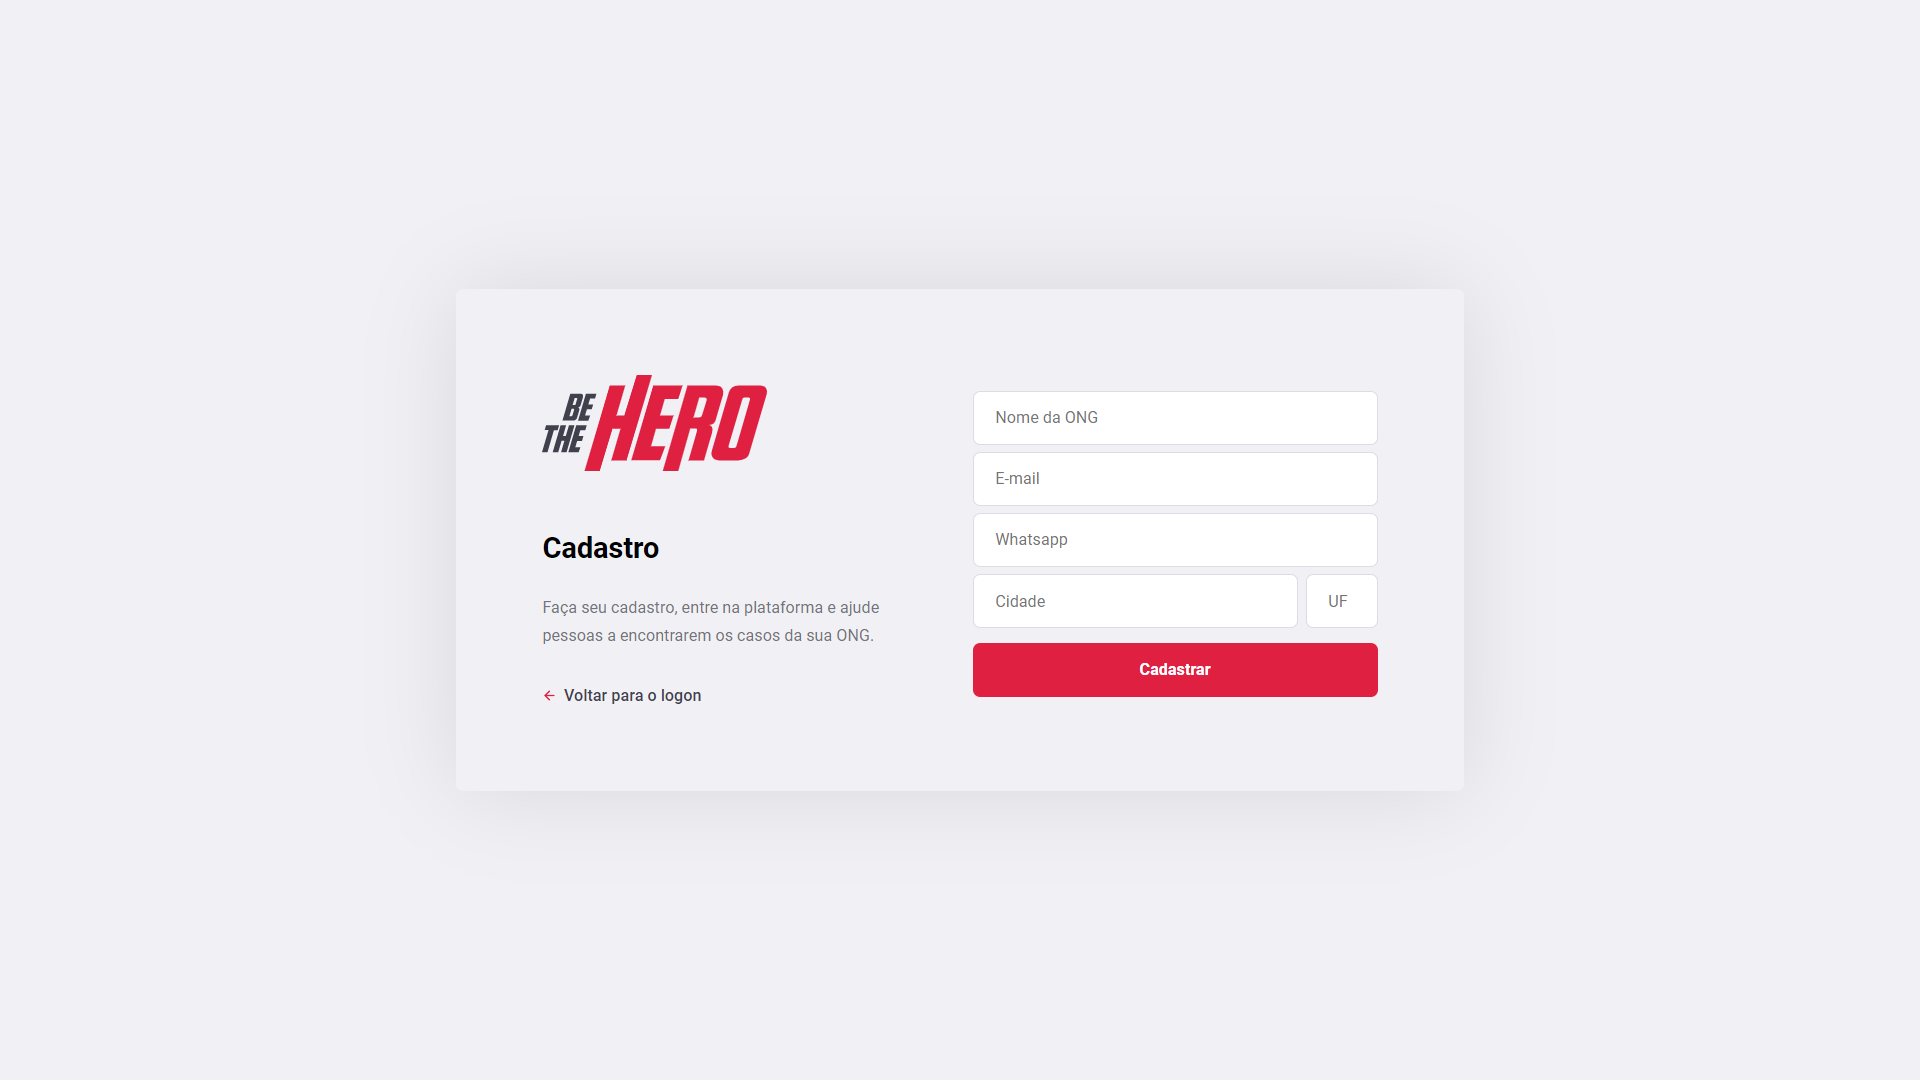 BE
THE
HERO
Cadastro
Faça seu cadastro, entre na plataforma e ajude
pessoas a encontrarem os casos da sua ONG.
Voltar para o logon
Nome da ONG
E-mail
Whatsapp
Cidade
UF
Cadastrar